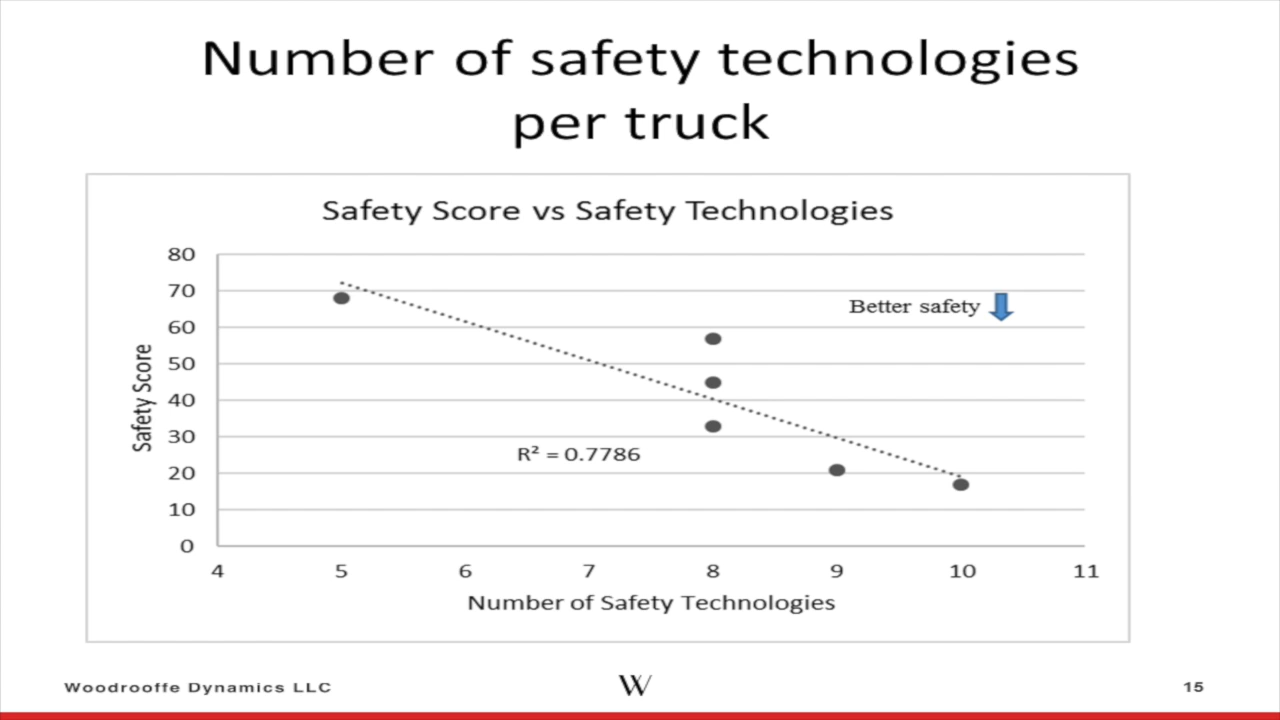 Number of safety technologies
per truck
Safety Score vs Safety Technologies
80
70
60
50
40
30
20
10
0
Safety Score
Better safety
R² = 0.7786
4 5 6 7 8 9 10 11
Number of Safety Technologies
Woodrooffe Dynamics LLC
W
15